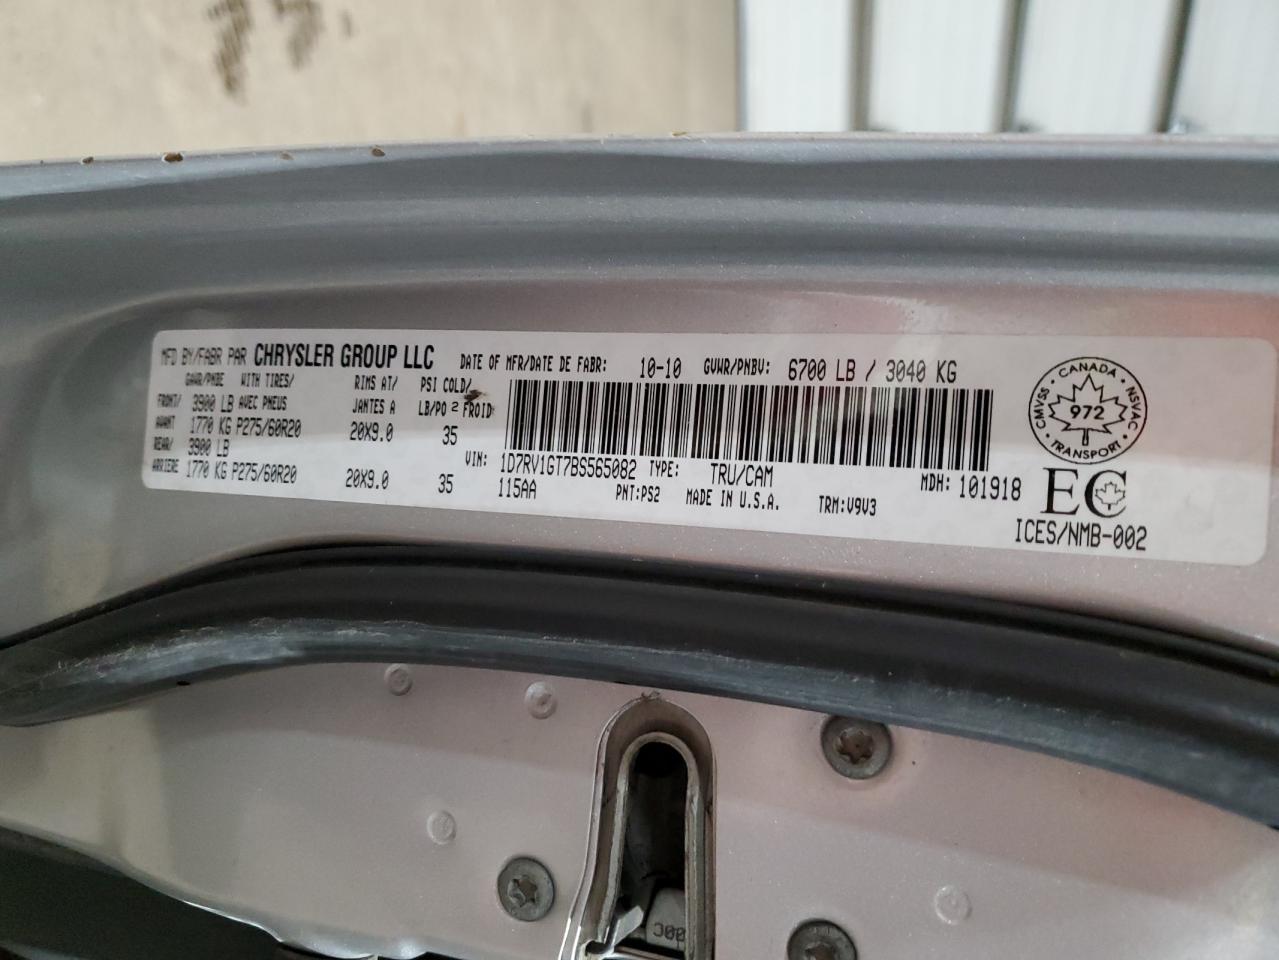 MFD BY/FABR PAR CHRYSLER GROUP LLC DATE OF MFR/DATE DE FABR: 10-10 GVWR/PNBV: 6700 LB / 3040 KG
GAWR/PNBE WITH TIRES/ RIMS AT/ PSI COLD/
FRONT/ 3900 LB AVEC PNEUS JANTES A LB/PO 2 FROID
AVANT 1770 KG P275/60R20 20X9.0 35
REAR/ 3900 LB
ARRIERE 1770 KG P275/60R20 20X9.0 35
VIN: 1D7RV1GT7BS565082 TYPE: TRU/CAM MDH: 101918
115AA PNT:PS2 MADE IN U.S.A. TRM:V9V3
CANADA
CMVSS 972 NSVAC
TRANSPORT
EC
ICES/NMB-002